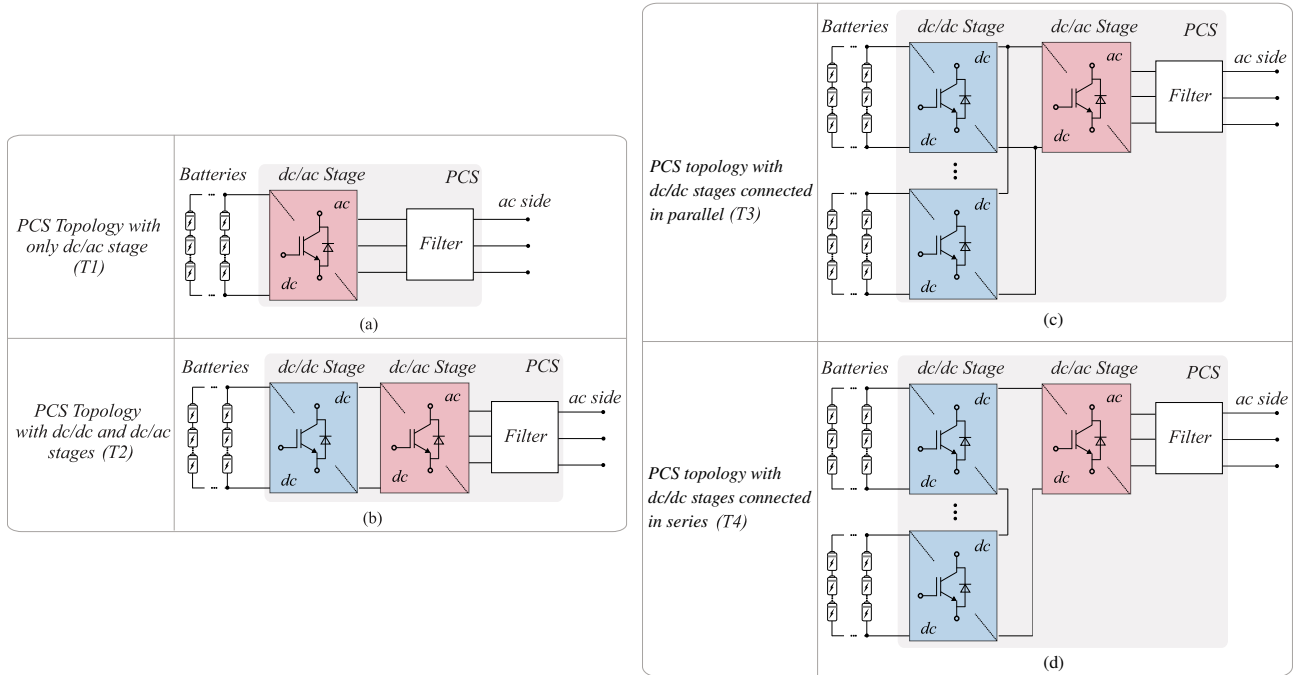 PCS Topology with
only dc/ac stage
(T1)
Batteries
dc/ac Stage
PCS
ac
dc
Filter
ac side
(a)
PCS Topology
with dc/dc and dc/ac
stages (T2)
Batteries
dc/dc Stage
dc/ac Stage
PCS
dc
dc
ac
dc
Filter
ac side
(b)
PCS topology with
dc/dc stages connected
in parallel (T3)
Batteries
dc/dc Stage
dc/ac Stage
PCS
dc
dc
ac
dc
Filter
ac side
dc
dc
(c)
PCS topology with
dc/dc stages connected
in series (T4)
Batteries
dc/dc Stage
dc/ac Stage
PCS
dc
dc
ac
dc
Filter
ac side
dc
dc
(d)